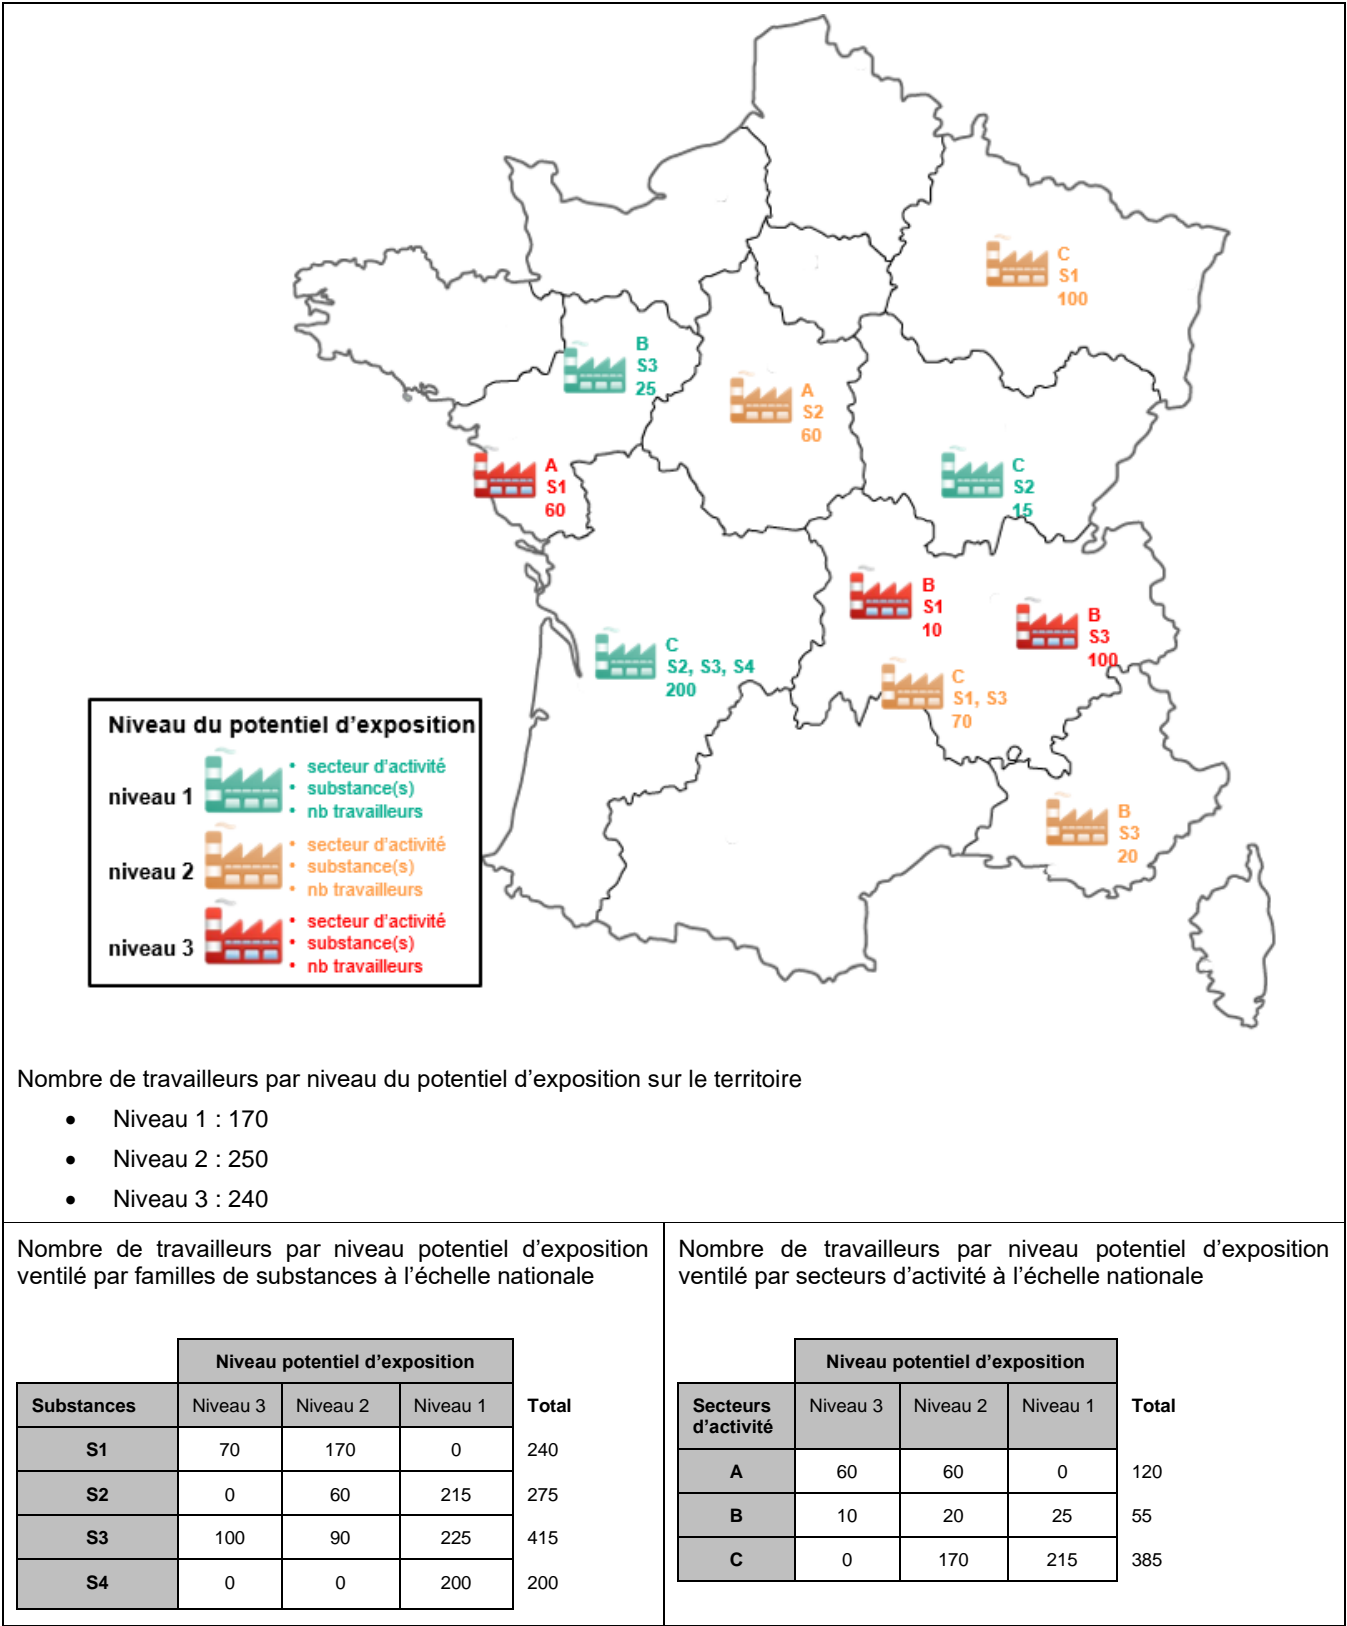 C
S1
100
B
S3
25
A
S2
60
A
S1
60
C
S2
15
B
S1
10
B
S3
100
C
S2, S3, S4
200
C
S1, S3
70
B
S3
20
Niveau du potentiel d'exposition
niveau 1
• secteur d'activité
• substance(s)
• nb travailleurs
niveau 2
• secteur d'activité
• substance(s)
• nb travailleurs
niveau 3
• secteur d'activité
• substance(s)
• nb travailleurs
Nombre de travailleurs par niveau du potentiel d'exposition sur le territoire
• Niveau 1 : 170
• Niveau 2 : 250
• Niveau 3 : 240
Nombre de travailleurs par niveau potentiel d'exposition
ventilé par familles de substances à l'échelle nationale
Niveau potentiel d'exposition
Substances Niveau 3 Niveau 2 Niveau 1 Total
S1 70 170 0 240
S2 0 60 215 275
S3 100 90 225 415
S4 0 0 200 200
Nombre de travailleurs par niveau potentiel d'exposition
ventilé par secteurs d'activité à l'échelle nationale
Niveau potentiel d'exposition
Secteurs Niveau 3 Niveau 2 Niveau 1 Total
d'activité
A 60 60 0 120
B 10 20 25 55
C 0 170 215 385